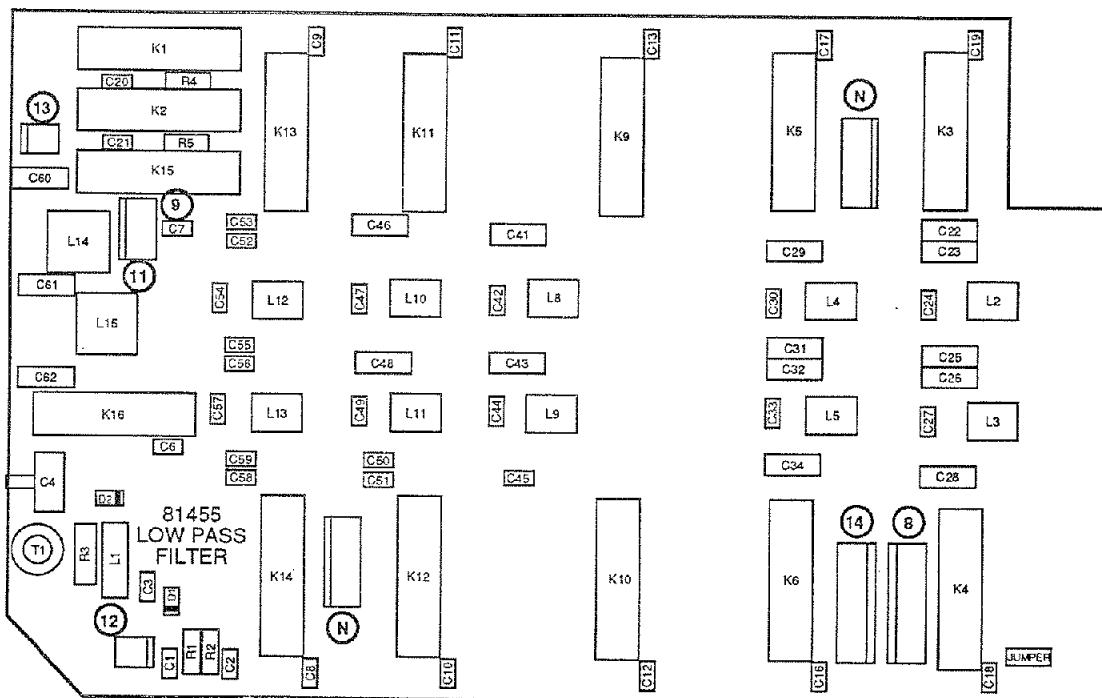 K1
C9
C11
C13
C17
C19
C20
R4
13
K2
K13
K11
K9
K5
N
K3
C21
R5
C60
K15
9
C7
C53
C52
C46
C41
C29
C22
C23
L14
11
C61
C54
L12
C47
L10
C42
L8
C30
L4
C24
L2
L15
C55
C56
C48
C43
C31
C32
C25
C26
C62
K16
C57
L13
C49
L11
C44
L9
C33
L5
C27
L3
C6
C59
C58
C50
C51
C45
C34
C28
C4
D2
81455
LOW PASS
FILTER
14
8
T1
R3
L1
C3
D1
K14
K12
K10
K6
K4
12
N
C1
R1
R2
C2
C8
C10
C12
C16
C18
JUMPER